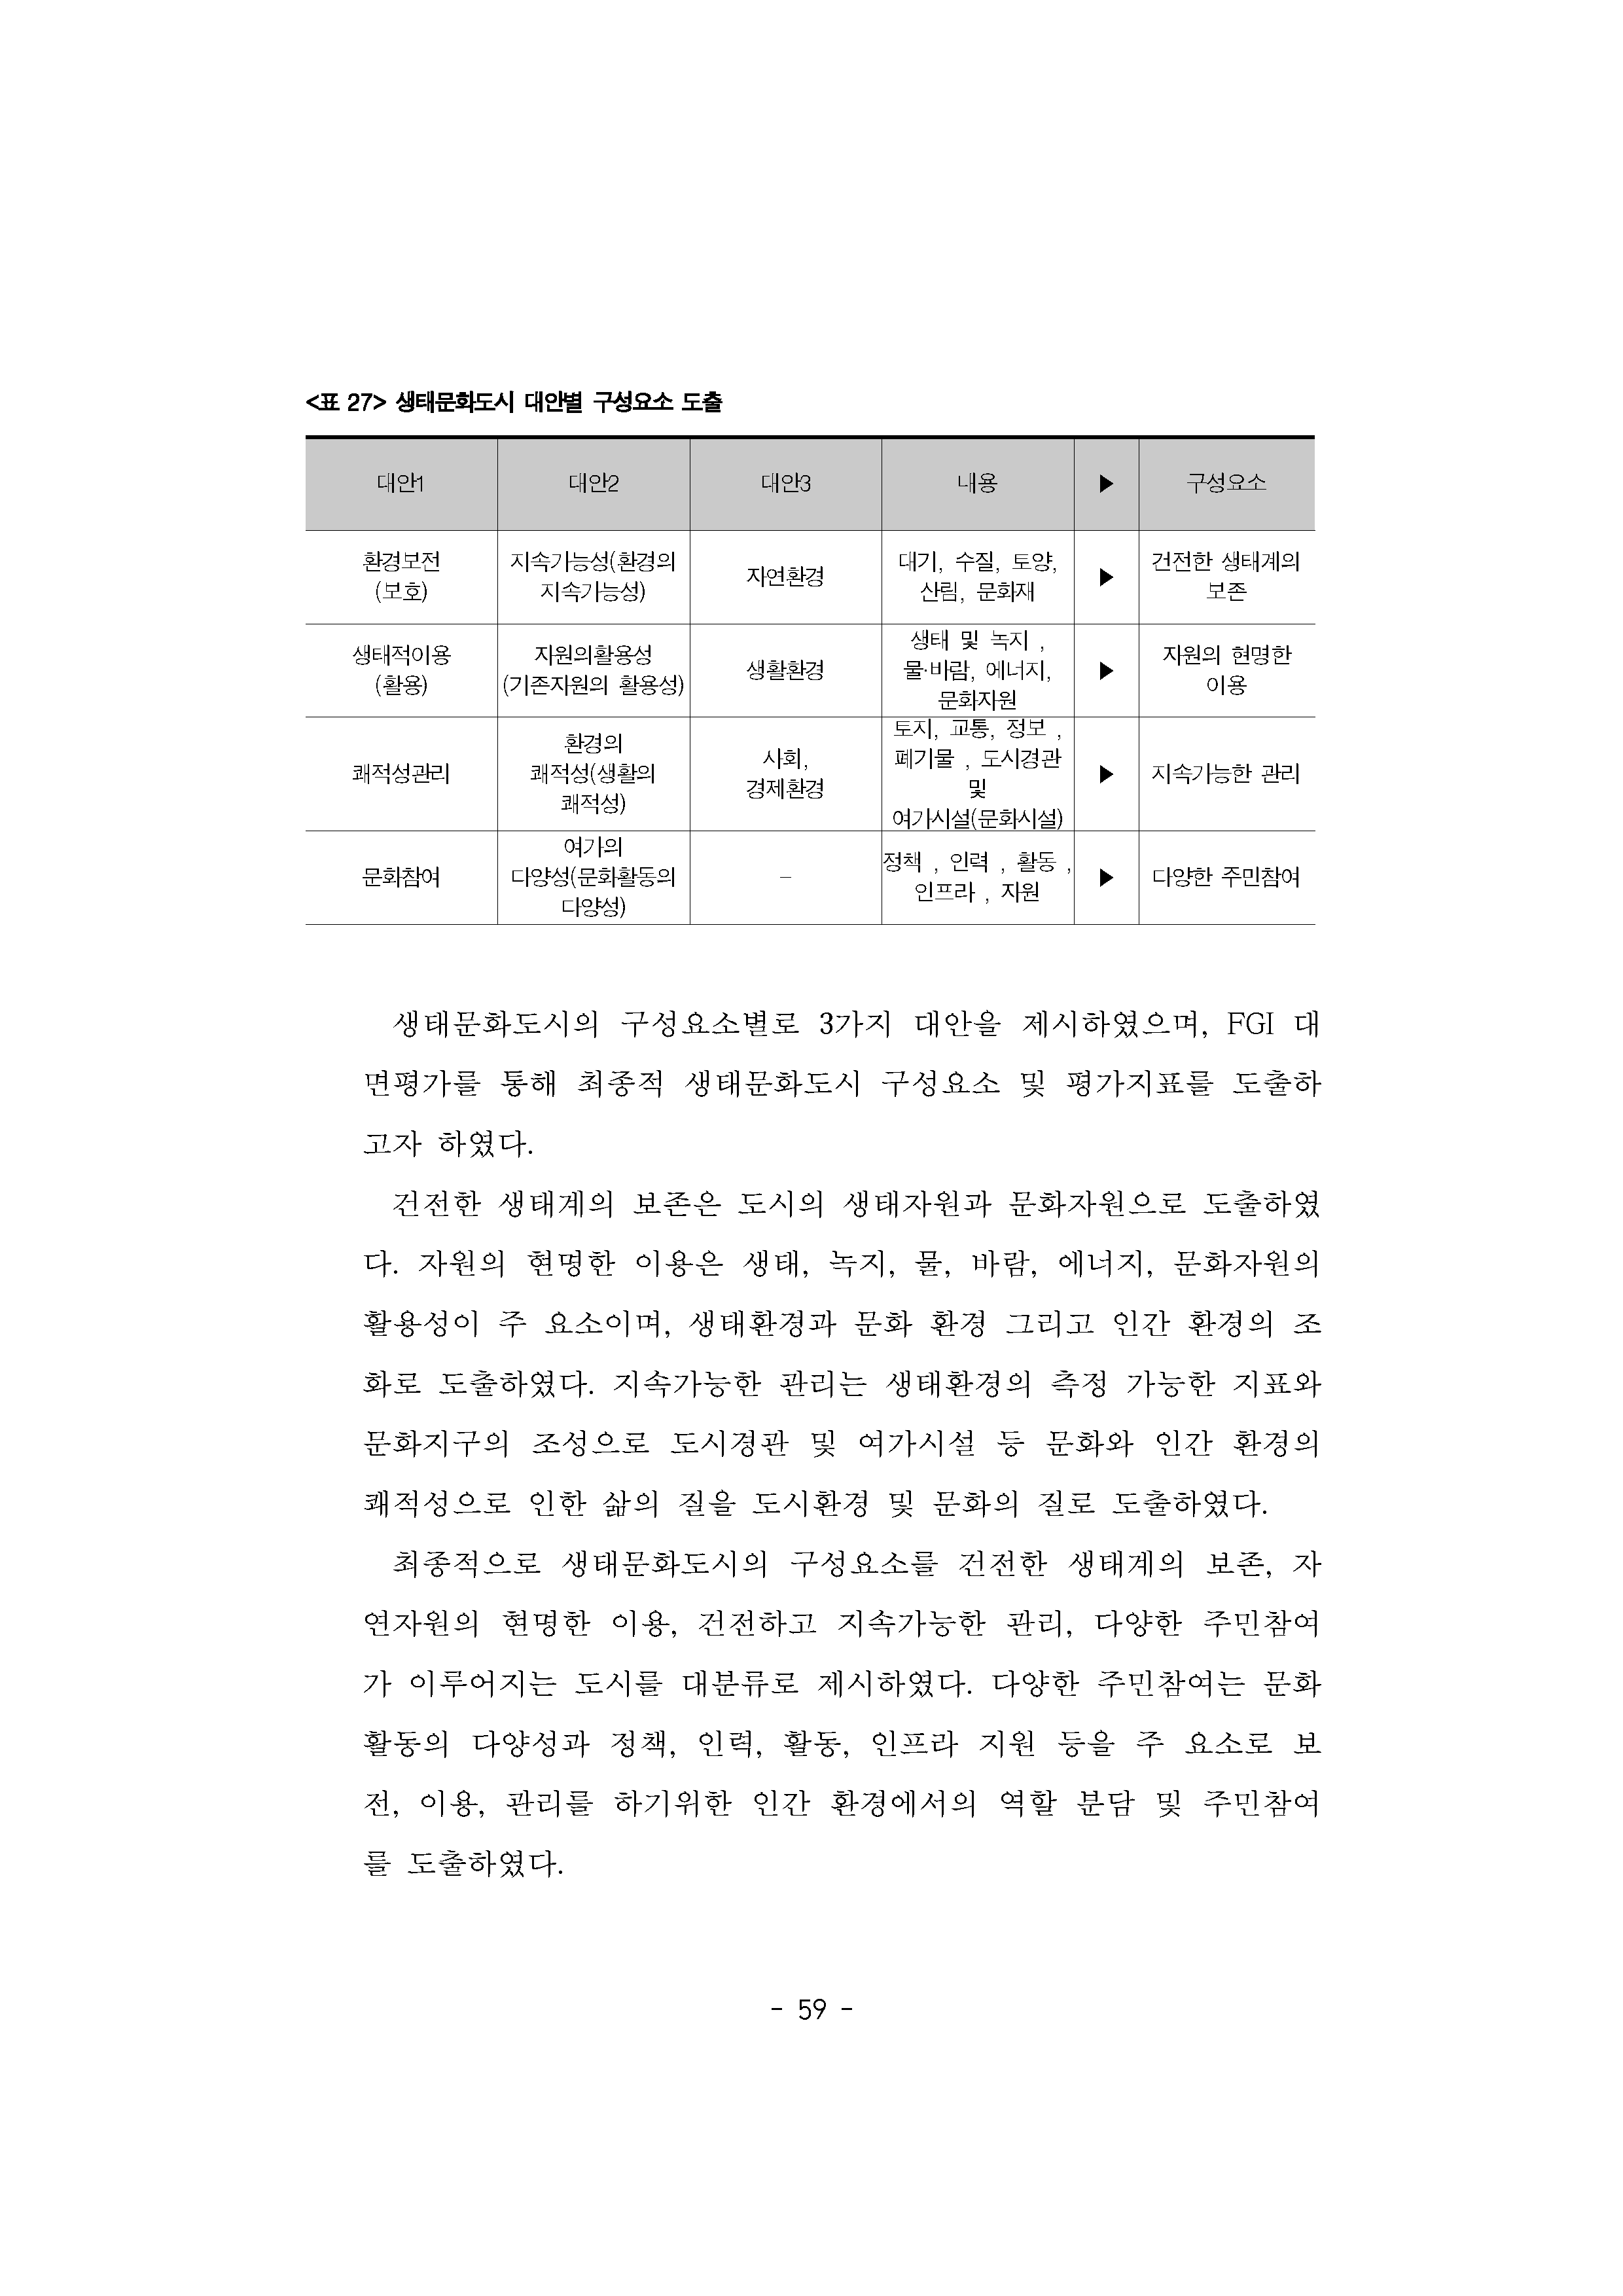 <표 27> 생태문화도시 대안별 구성요소 도출
대안1 대안2 대안3 내용 ▶ 구성요소
환경보전
(보호)
지속가능성(환경의
지속가능성)
자연환경
대기, 수질, 토양,
산림, 문화재
▶
건전한 생태계의
보존
생태적이용
(활용)
자원의활용성
(기존자원의 활용성)
생활환경
생태 및 녹지 ,
물·바람, 에너지,
문화자원
▶
자원의 현명한
이용
쾌적성관리
환경의
쾌적성(생활의
쾌적성)
사회,
경제환경
토지, 교통, 정보 ,
폐기물 , 도시경관
및
여가시설(문화시설)
▶
지속가능한 관리
문화참여
여가의
다양성(문화활동의
다양성)
–
정책 , 인력 , 활동 ,
인프라 , 자원
▶
다양한 주민참여
생태문화도시의 구성요소별로 3가지 대안을 제시하였으며, FGI 대
면평가를 통해 최종적 생태문화도시 구성요소 및 평가지표를 도출하
고자 하였다.
건전한 생태계의 보존은 도시의 생태자원과 문화자원으로 도출하였
다. 자원의 현명한 이용은 생태, 녹지, 물, 바람, 에너지, 문화자원의
활용성이 주 요소이며, 생태환경과 문화 환경 그리고 인간 환경의 조
화로 도출하였다. 지속가능한 관리는 생태환경의 측정 가능한 지표와
문화지구의 조성으로 도시경관 및 여가시설 등 문화와 인간 환경의
쾌적성으로 인한 삶의 질을 도시환경 및 문화의 질로 도출하였다.
최종적으로 생태문화도시의 구성요소를 건전한 생태계의 보존, 자
연자원의 현명한 이용, 건전하고 지속가능한 관리, 다양한 주민참여
가 이루어지는 도시를 대분류로 제시하였다. 다양한 주민참여는 문화
활동의 다양성과 정책, 인력, 활동, 인프라 지원 등을 주 요소로 보
전, 이용, 관리를 하기위한 인간 환경에서의 역할 분담 및 주민참여
를 도출하였다.
- 59 -